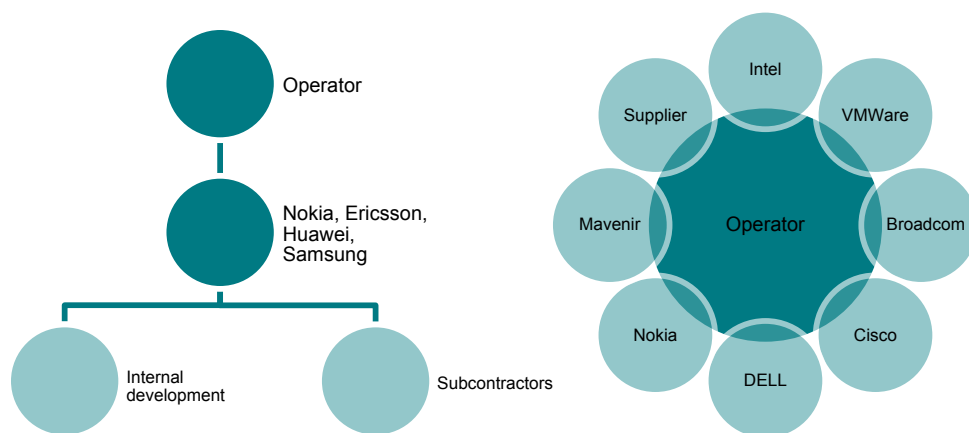 Operator
Nokia, Ericsson,
Huawei,
Samsung
Internal
development
Subcontractors
Intel
Supplier
VMWare
Mavenir
Operator
Broadcom
Nokia
Cisco
DELL